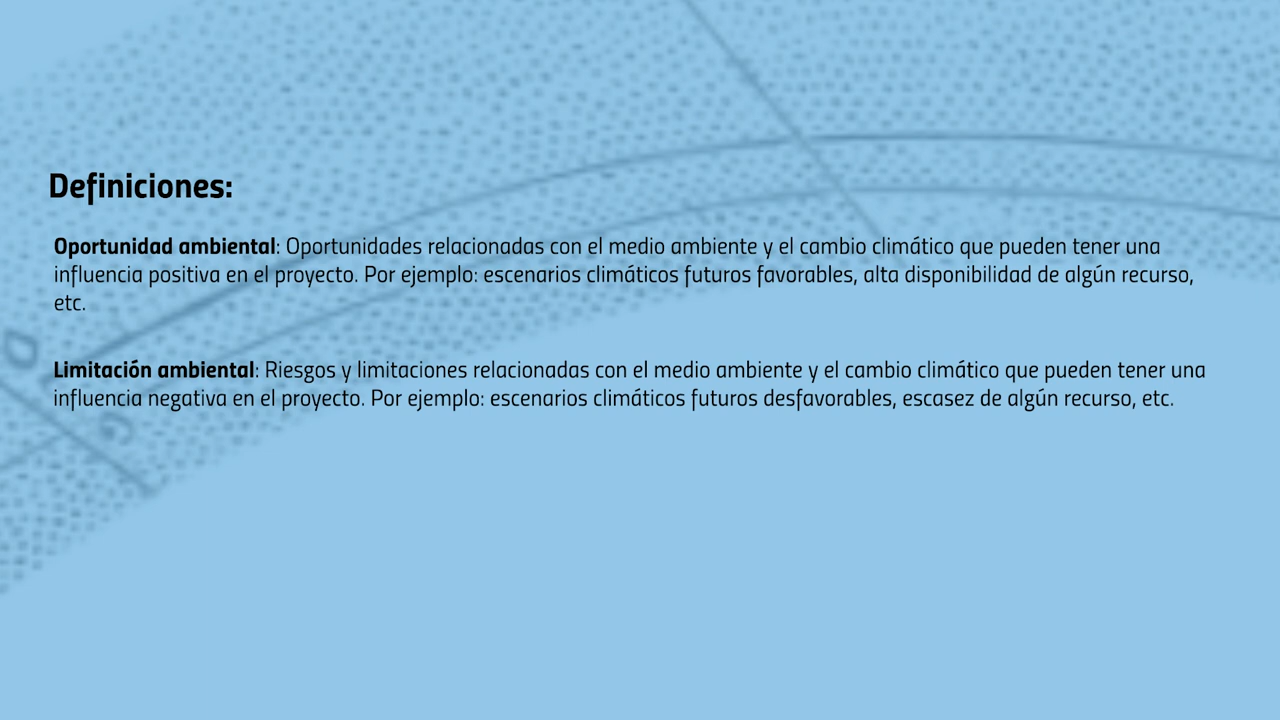 Definiciones:
Oportunidad ambiental: Oportunidades relacionadas con el medio ambiente y el cambio climático que pueden tener una
influencia positiva en el proyecto. Por ejemplo: escenarios climáticos futuros favorables, alta disponibilidad de algún recurso,
etc.
Limitación ambiental: Riesgos y limitaciones relacionadas con el medio ambiente y el cambio climático que pueden tener una
influencia negativa en el proyecto. Por ejemplo: escenarios climáticos futuros desfavorables, escasez de algún recurso, etc.